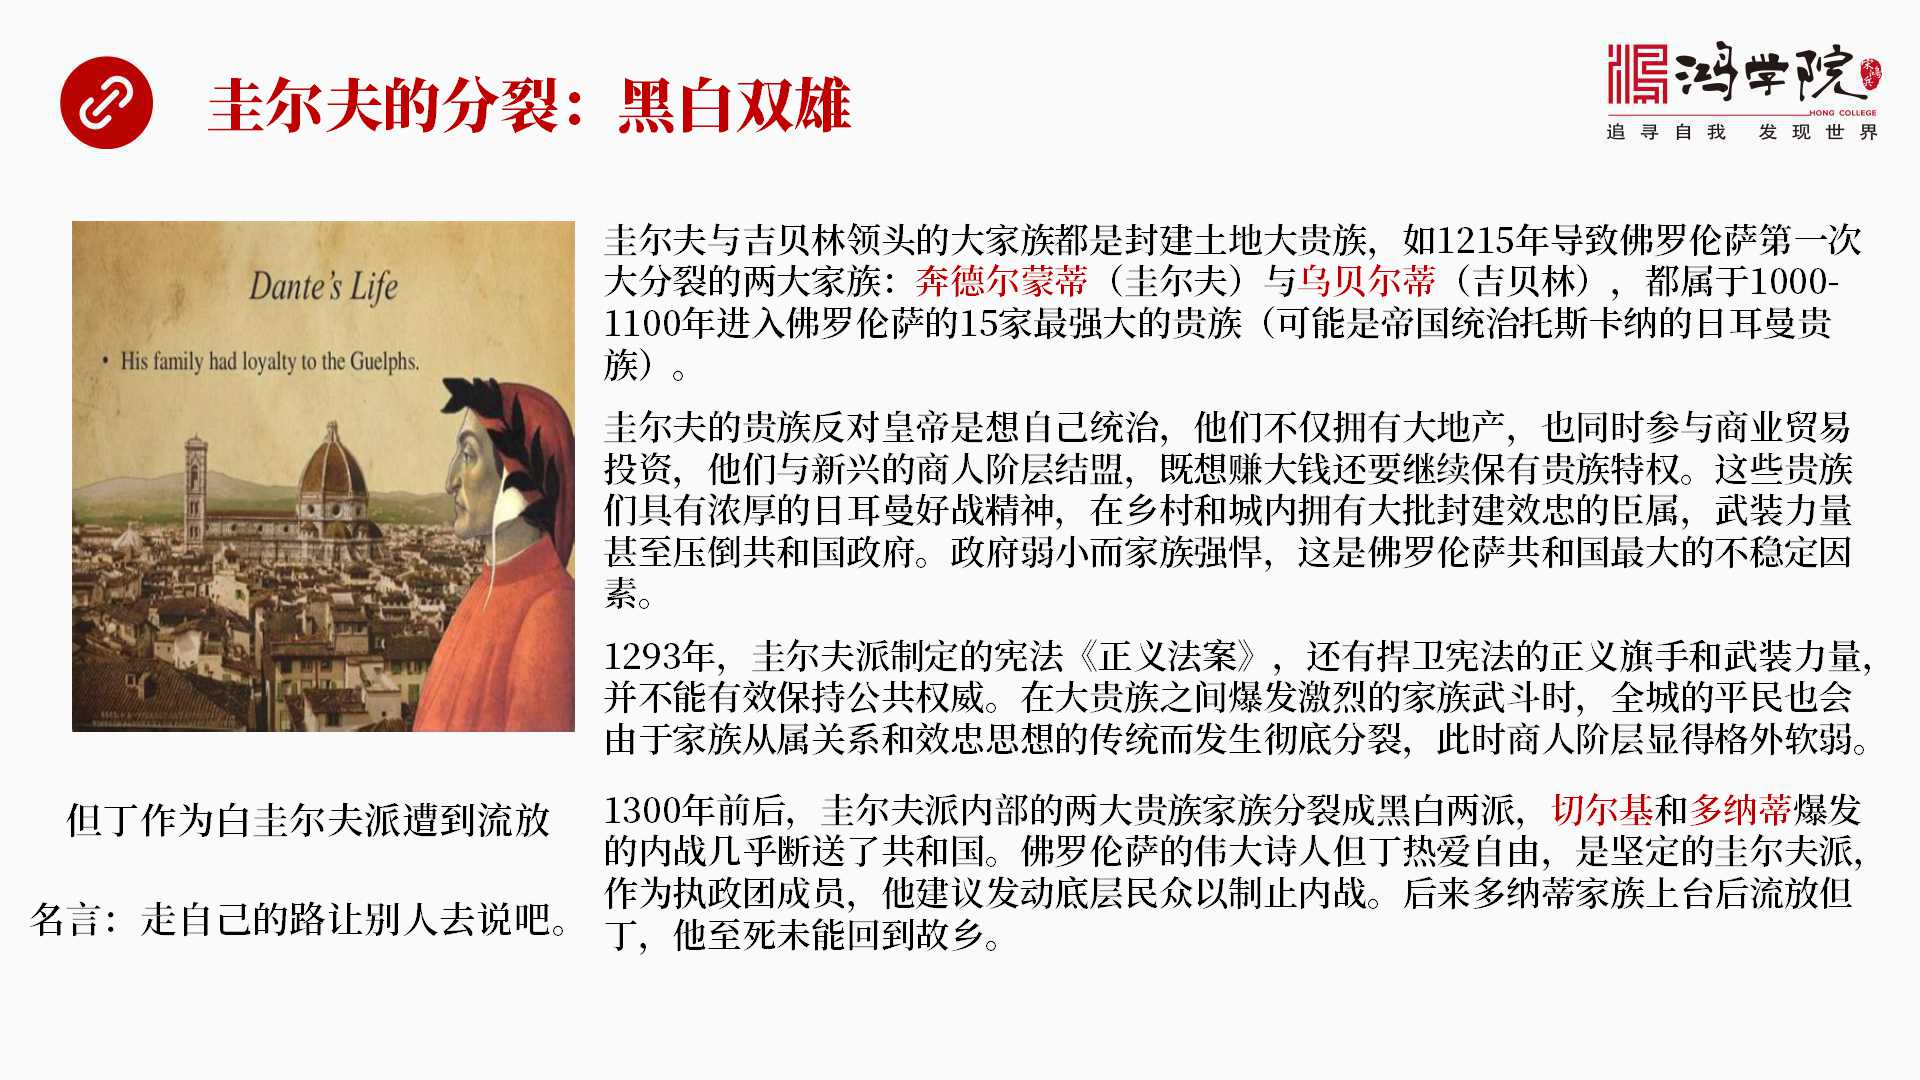 圭尔夫的分裂：黑白双雄
鸿学院
宋鸿兵
HONG COLLEGE
追寻自我 发现世界
Dante's Life
• His family had loyalty to the Guelphs.
但丁作为白圭尔夫派遭到流放
名言：走自己的路让别人去说吧。
圭尔夫与吉贝林领头的大家族都是封建土地大贵族，如1215年导致佛罗伦萨第一次
大分裂的两大家族：奔德尔蒙蒂（圭尔夫）与乌贝尔蒂（吉贝林），都属于1000-
1100年进入佛罗伦萨的15家最强大的贵族（可能是帝国统治托斯卡纳的日耳曼贵
族）。
圭尔夫的贵族反对皇帝是想自己统治，他们不仅拥有大地产，也同时参与商业贸易
投资，他们与新兴的商人阶层结盟，既想赚大钱还要继续保有贵族特权。这些贵族
们具有浓厚的日耳曼好战精神，在乡村和城内拥有大批封建效忠的臣属，武装力量
甚至压倒共和国政府。政府弱小而家族强悍，这是佛罗伦萨共和国最大的不稳定因
素。
1293年，圭尔夫派制定的宪法《正义法案》，还有捍卫宪法的正义旗手和武装力量，
并不能有效保持公共权威。在大贵族之间爆发激烈的家族武斗时，全城的平民也会
由于家族从属关系和效忠思想的传统而发生彻底分裂，此时商人阶层显得格外软弱。
1300年前后，圭尔夫派内部的两大贵族家族分裂成黑白两派，切尔基和多纳蒂爆发
的内战几乎断送了共和国。佛罗伦萨的伟大诗人但丁热爱自由，是坚定的圭尔夫派，
作为执政团成员，他建议发动底层民众以制止内战。后来多纳蒂家族上台后流放但
丁，他至死未能回到故乡。